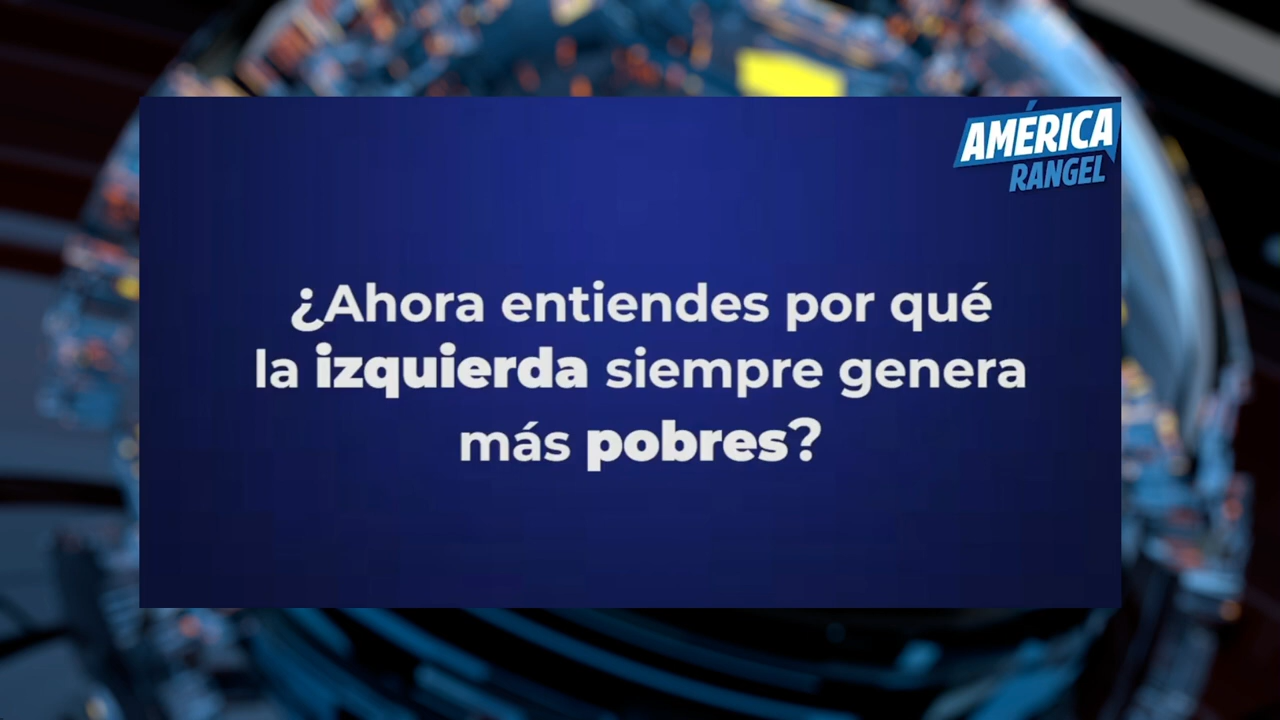 AMÉRICA
RANGEL
¿Ahora entiendes por qué
la izquierda siempre genera
más pobres?